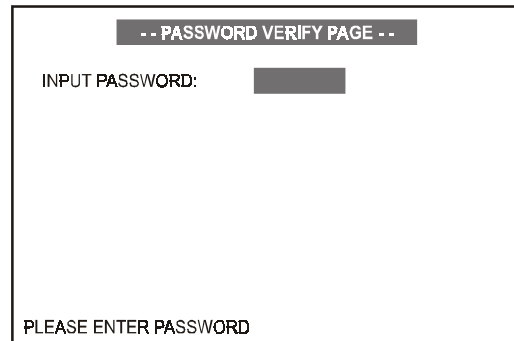 - - PASSWORD VERIFY PAGE - -
INPUT PASSWORD:
PLEASE ENTER PASSWORD